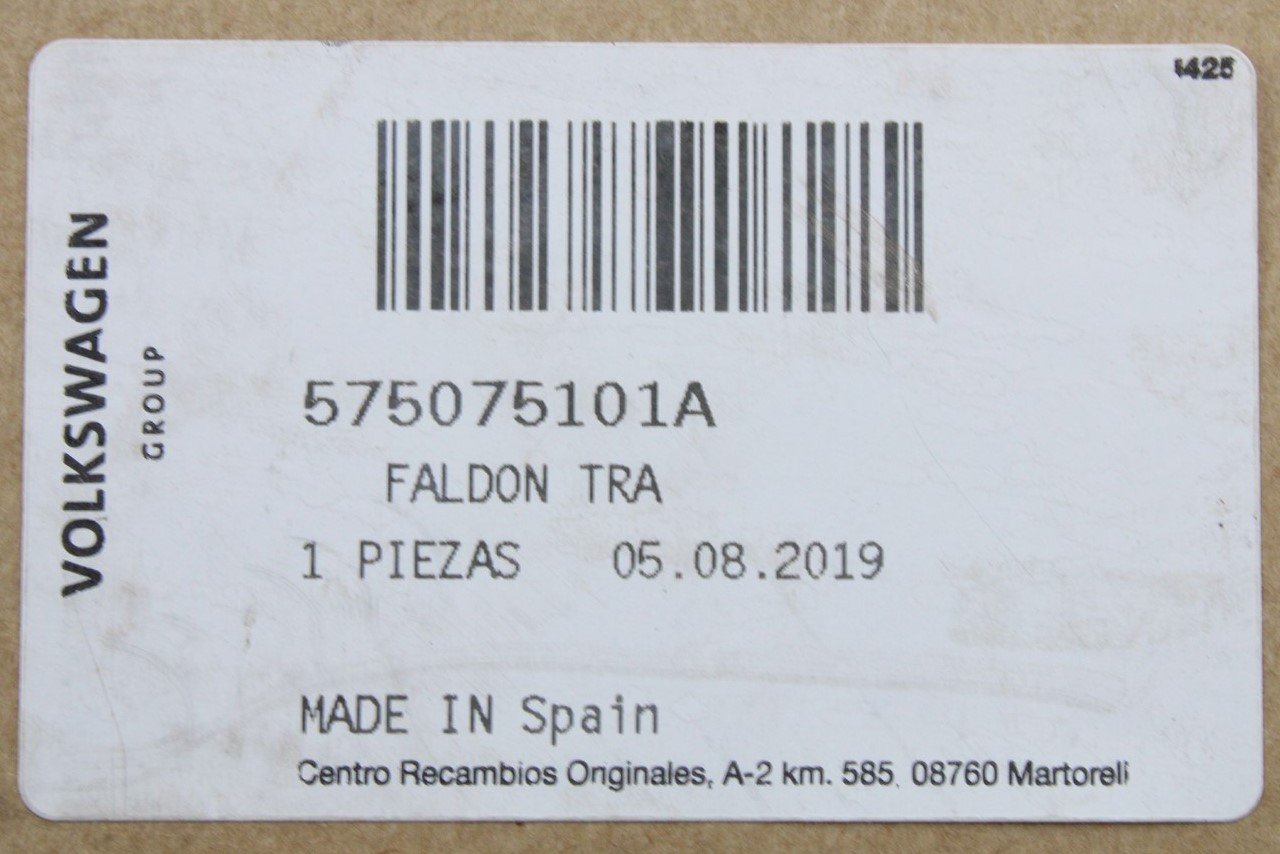 1425
VOLKSWAGEN
GROUP
575075101A
FALDON TRA
1 PIEZAS 05.08.2019
MADE IN Spain
Centro Recambios Originales, A-2 km. 585, 08760 Martorell